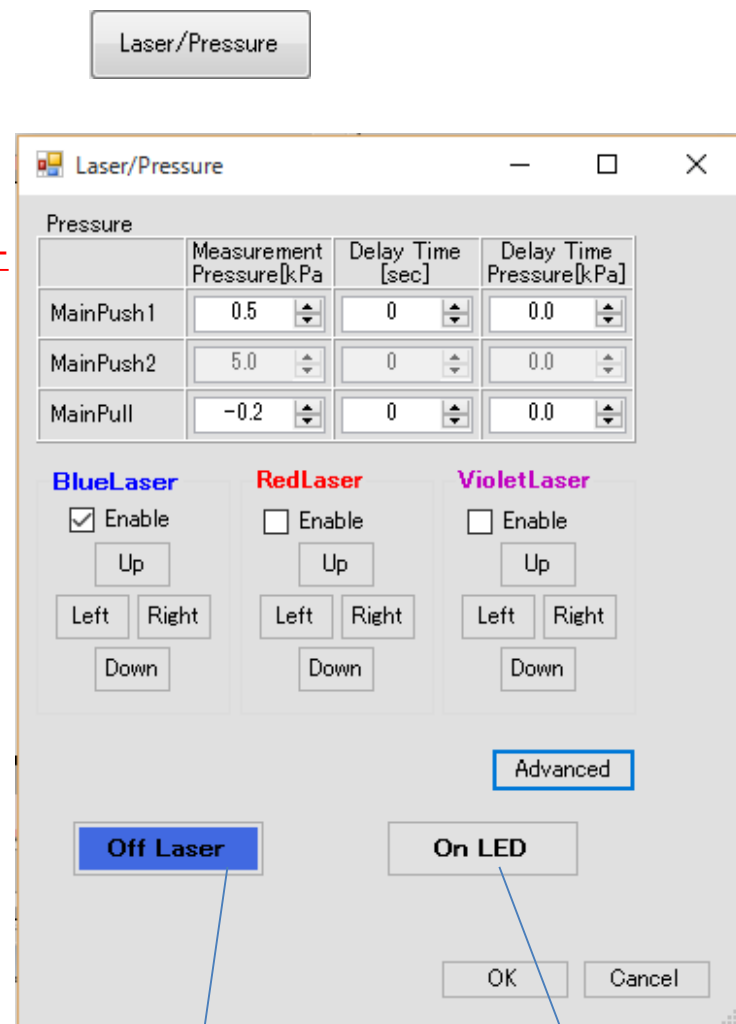 Laser/Pressure
Laser/Pressure
Pressure
Measurement Pressure[kPa Delay Time [sec] Delay Time Pressure[kPa]
MainPush1 0.5 0 0.0
MainPush2 5.0 0 0.0
MainPull -0.2 0 0.0
BlueLaser RedLaser VioletLaser
Enable Enable Enable
Up Up Up
Left Right Left Right Left Right
Down Down Down
Advanced
Off Laser On LED
OK Cancel